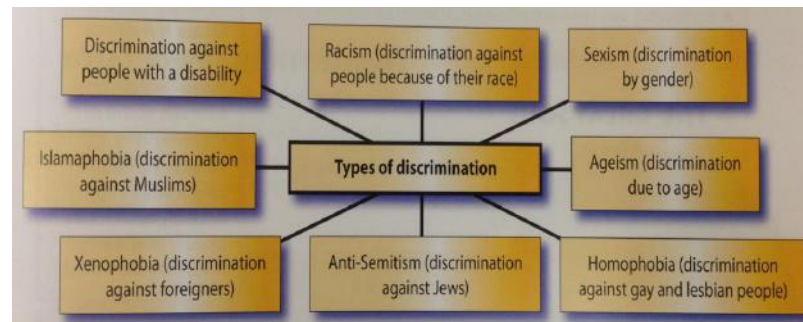 Discrimination against
people with a disability
Racism (discrimination against
people because of their race)
Sexism (discrimination
by gender)
Islamaphobia (discrimination
against Muslims)
Types of discrimination
Ageism (discrimination
due to age)
Xenophobia (discrimination
against foreigners)
Anti-Semitism (discrimination
against Jews)
Homophobia (discrimination
against gay and lesbian people)